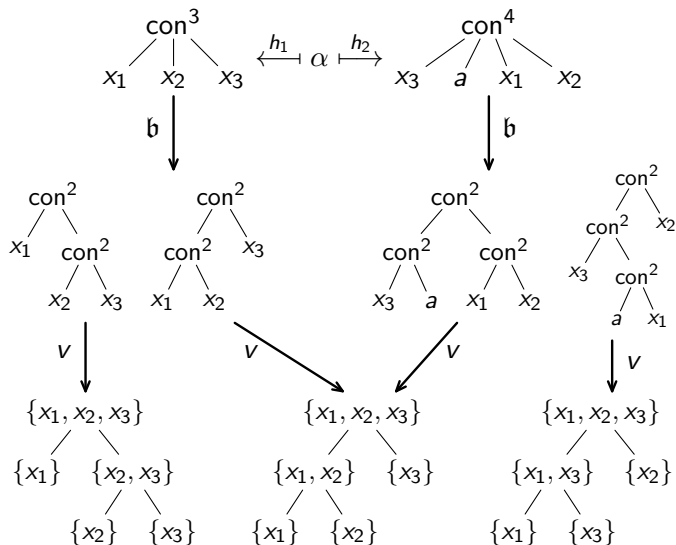 con³ con⁴
h₁ α h₂
x₁ x₂ x₃ x₃ a x₁ x₂
𝔟 𝔟
con² con² con² con²
x₂
x₁ con² con² x₃ con² con² con²
x₃ con²
x₂ x₃ x₁ x₂ x₃ a x₁ x₂
a x₁
v v v v
{x₁, x₂, x₃} {x₁, x₂, x₃} {x₁, x₂, x₃}
{x₁} {x₂, x₃} {x₁, x₂} {x₃} {x₁, x₃} {x₂}
{x₂} {x₃} {x₁} {x₂} {x₁} {x₃}